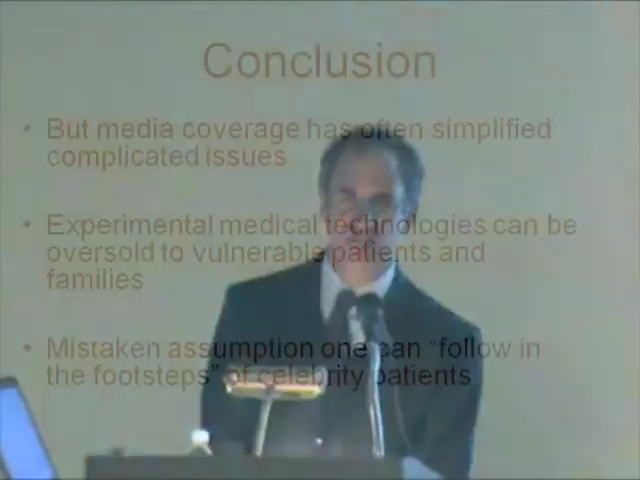 Conclusion
• But media coverage has often simplified
complicated issues
• Experimental medical technologies can be
oversold to vulnerable patients and
families
• Mistaken assumption one can “follow in
the footsteps” of celebrity patients